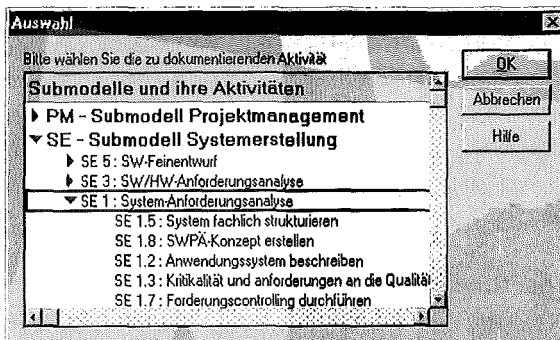 Auswahl
Bitte wählen Sie die zu dokumentierenden Aktivität
Submodelle und ihre Aktivitäten
PM - Submodell Projektmanagement
SE - Submodell Systemerstellung
SE 5 : SW-Feinentwurf
SE 3 : SW/HW-Anforderungsanalyse
SE 1 : System-Anforderungsanalyse
SE 1.5 : System fachlich strukturieren
SE 1.8 : SWPÄ-Konzept erstellen
SE 1.2 : Anwendungssystem beschreiben
SE 1.3 : Kritikalität und anforderungen an die Qualität
SE 1.7 : Forderungscontrolling durchführen
OK
Abbrechen
Hilfe